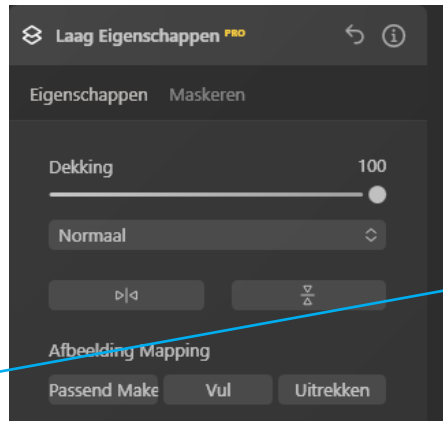 Laag Eigenschappen PRO
Eigenschappen Maskeren
Dekking 100
Normaal
Afbeelding Mapping
Passend Make Vul Uitrekken